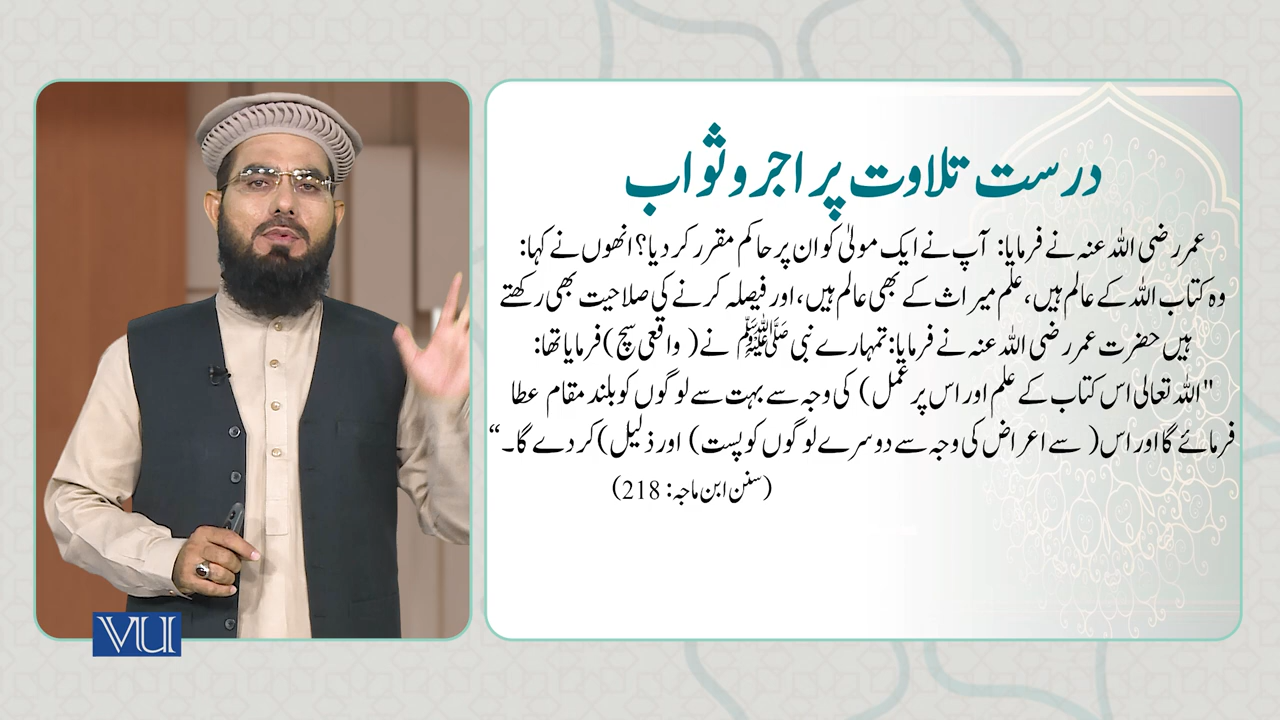 درست تلاوت پر اجر و ثواب
عمر رضی اللہ عنہ نے فرمایا: آپ نے ایک مولیٰ کو ان پر حاکم مقرر کر دیا؟ انھوں نے کہا:
وہ کتاب اللہ کے عالم ہیں، علم میراث کے بھی عالم ہیں، اور فیصلہ کرنے کی صلاحیت بھی رکھتے
ہیں حضرت عمر رضی اللہ عنہ نے فرمایا: تمہارے نبی ﷺ نے( واقعی سچ )فرمایا تھا:
"اللہ تعالی اس کتاب کے علم اور اس پر عمل) کی وجہ سے بہت سے لوگوں کو بلند مقام عطا
فرمائے گا اور اس( سے اعراض کی وجہ سے دوسرے لوگوں کو پست) اور ذلیل)کر دے گا۔“
(سنن ابن ماجہ: 218)
VU